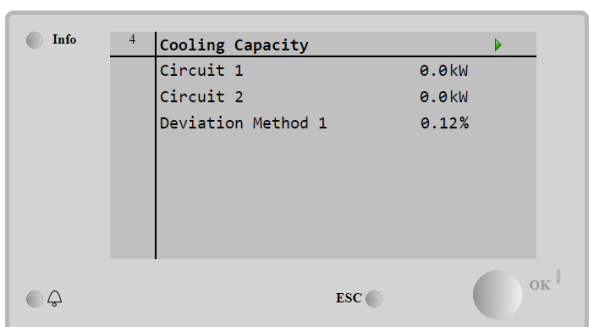 Info
4 Cooling Capacity
Circuit 1 0.0kW
Circuit 2 0.0kW
Deviation Method 1 0.12%
ESC
OK